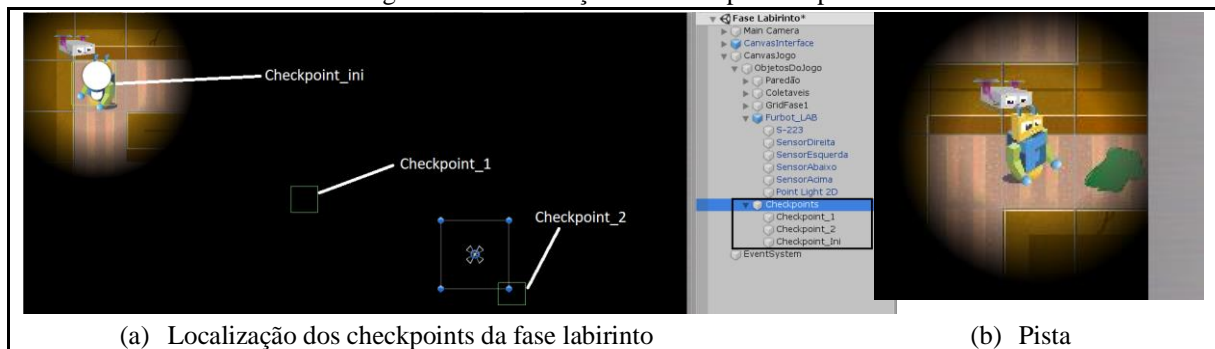 Fase Labirinto*
Main Camera
CanvasInterface
CanvasJogo
ObjetosDoJogo
Paredão
Coletaveis
GridFase1
Furbot_LAB
S-223
SensorDireita
SensorEsquerda
SensorAbaixo
SensorAcima
Point Light 2D
Checkpoints
Checkpoint_1
Checkpoint_2
Checkpoint_Ini
EventSystem
Checkpoint_ini
Checkpoint_1
Checkpoint_2
(a) Localização dos checkpoints da fase labirinto
(b) Pista